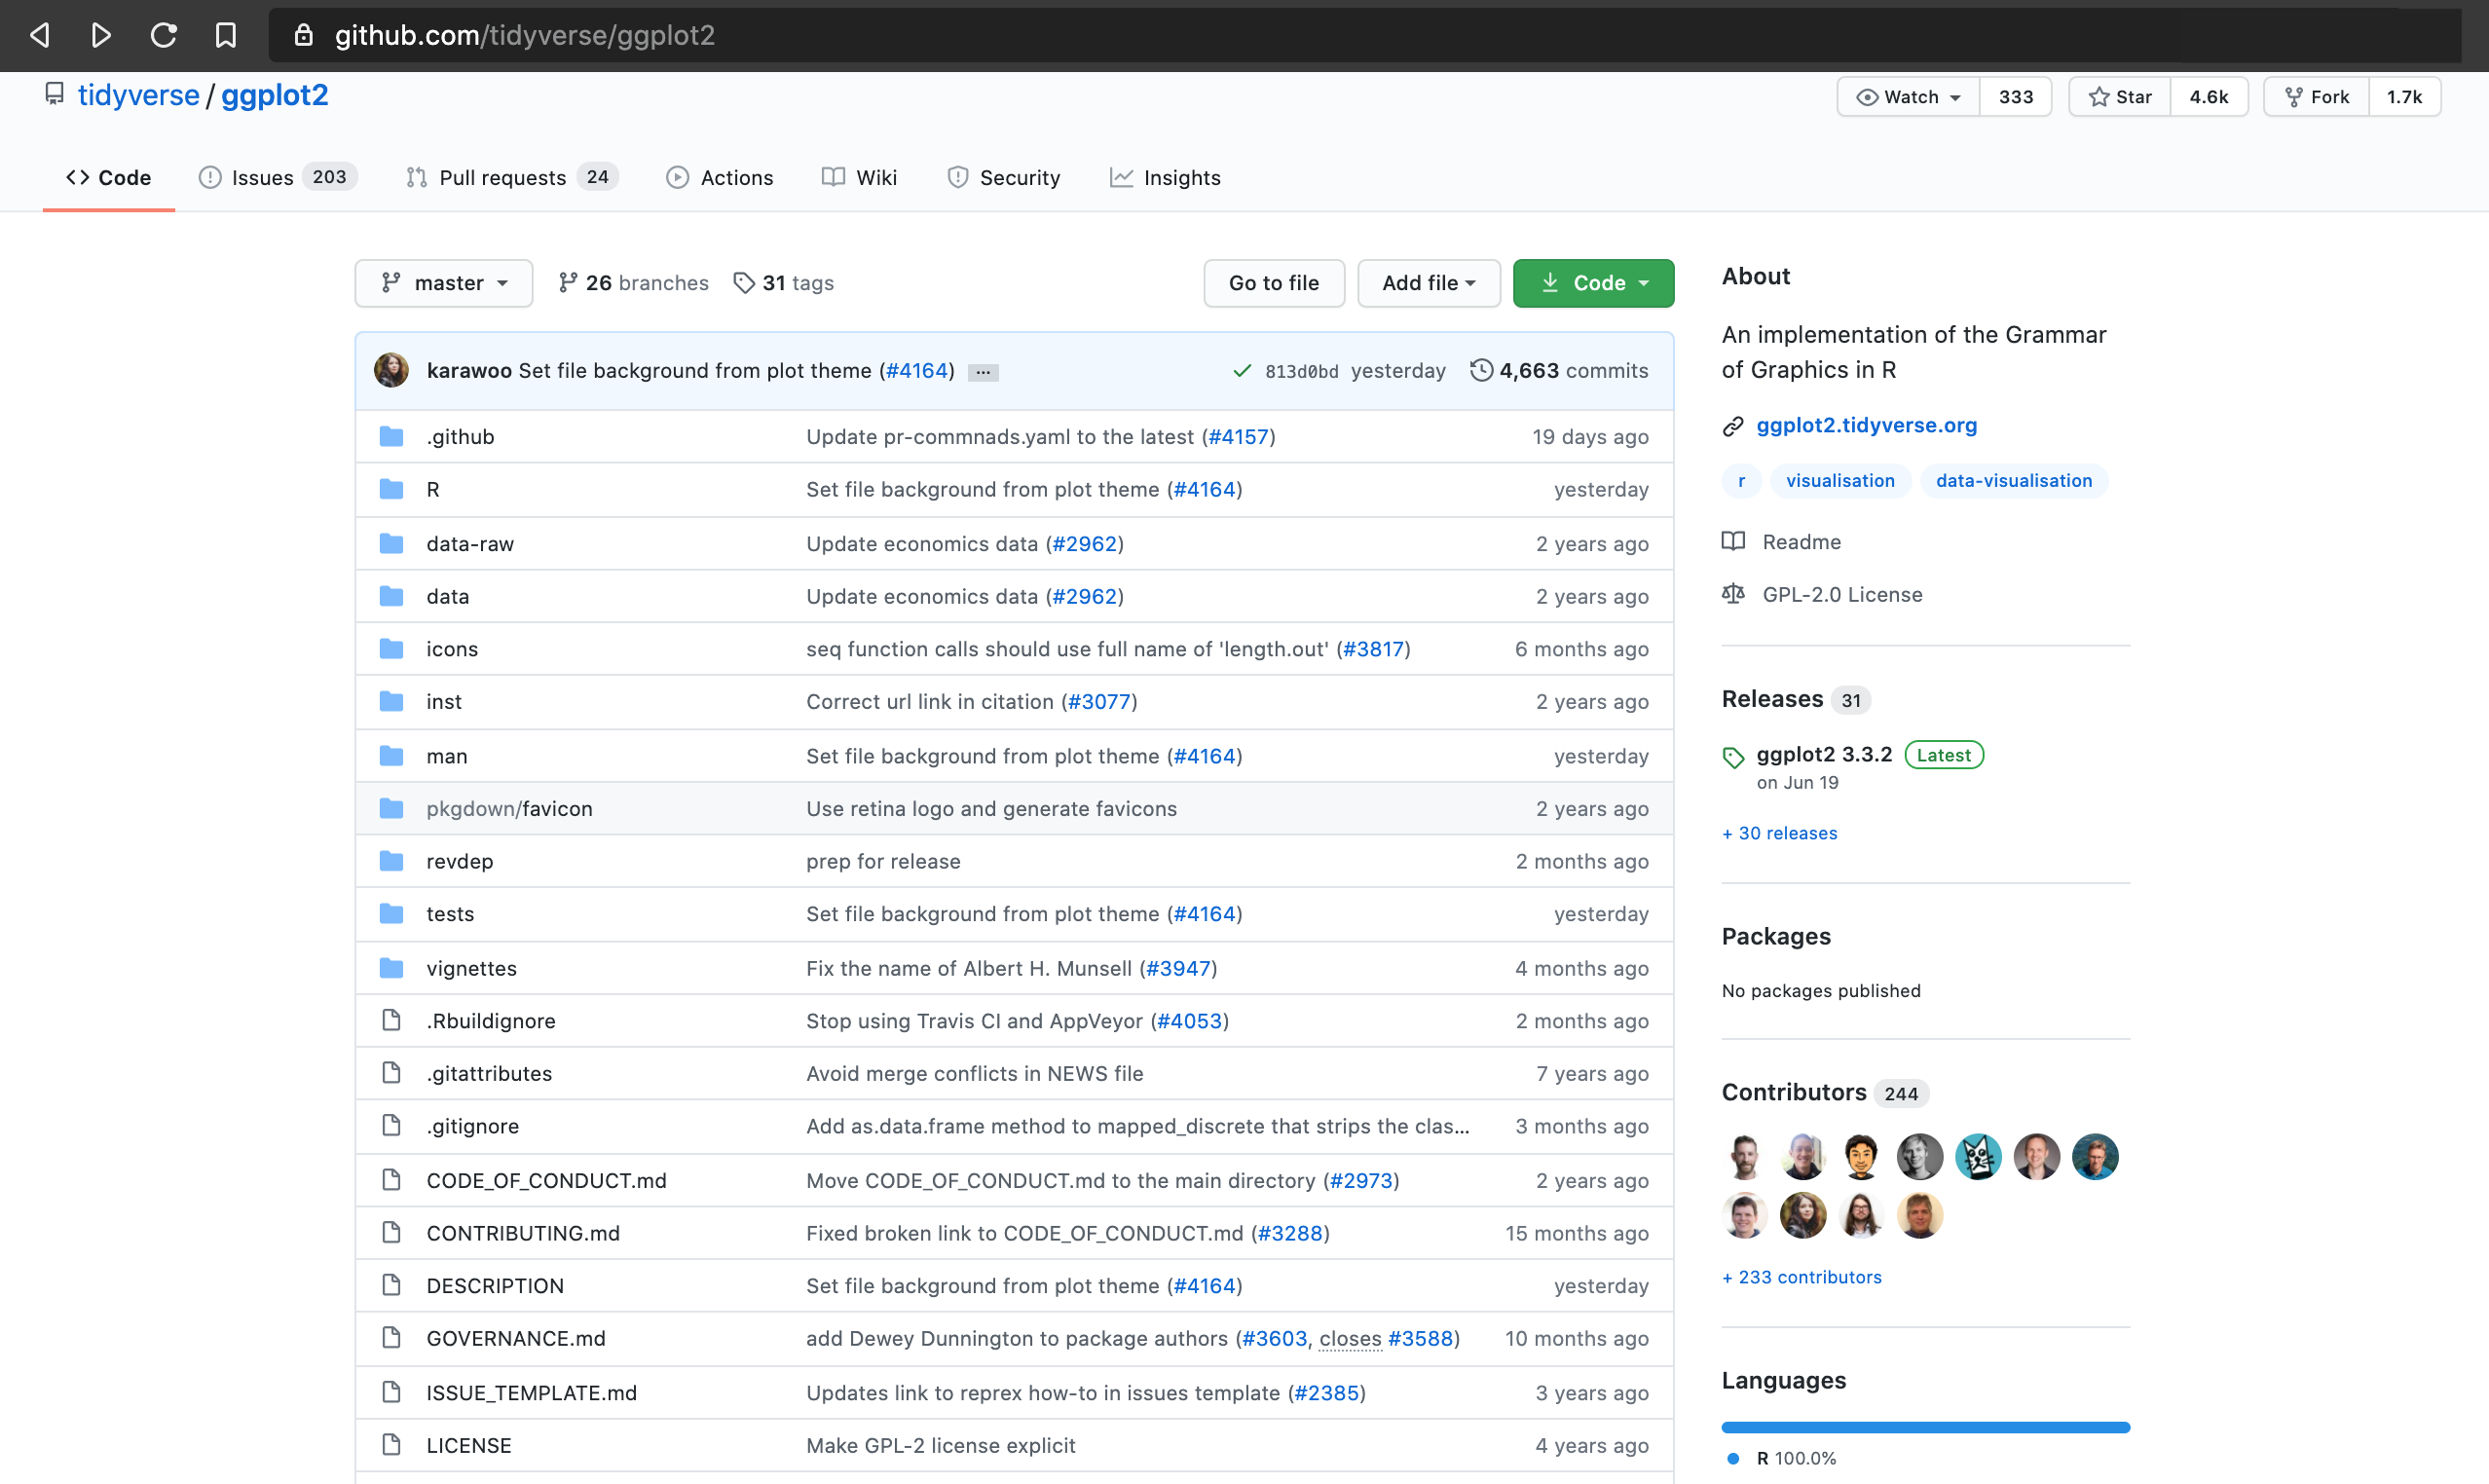 github.com/tidyverse/ggplot2
tidyverse / ggplot2
Watch 333 Star 4.6k Fork 1.7k
Code Issues 203 Pull requests 24 Actions Wiki Security Insights
master 26 branches 31 tags Go to file Add file Code
karawoo Set file background from plot theme (#4164) ... 813d0bd yesterday 4,663 commits
.github Update pr-commnads.yaml to the latest (#4157) 19 days ago
R Set file background from plot theme (#4164) yesterday
data-raw Update economics data (#2962) 2 years ago
data Update economics data (#2962) 2 years ago
icons seq function calls should use full name of 'length.out' (#3817) 6 months ago
inst Correct url link in citation (#3077) 2 years ago
man Set file background from plot theme (#4164) yesterday
pkgdown/favicon Use retina logo and generate favicons 2 years ago
revdep prep for release 2 months ago
tests Set file background from plot theme (#4164) yesterday
vignettes Fix the name of Albert H. Munsell (#3947) 4 months ago
.Rbuildignore Stop using Travis CI and AppVeyor (#4053) 2 months ago
.gitattributes Avoid merge conflicts in NEWS file 7 years ago
.gitignore Add as.data.frame method to mapped_discrete that strips the clas... 3 months ago
CODE_OF_CONDUCT.md Move CODE_OF_CONDUCT.md to the main directory (#2973) 2 years ago
CONTRIBUTING.md Fixed broken link to CODE_OF_CONDUCT.md (#3288) 15 months ago
DESCRIPTION Set file background from plot theme (#4164) yesterday
GOVERNANCE.md add Dewey Dunnington to package authors (#3603, closes #3588) 10 months ago
ISSUE_TEMPLATE.md Updates link to reprex how-to in issues template (#2385) 3 years ago
LICENSE Make GPL-2 license explicit 4 years ago
About
An implementation of the Grammar
of Graphics in R
ggplot2.tidyverse.org
r visualisation data-visualisation
Readme
GPL-2.0 License
Releases 31
ggplot2 3.3.2 Latest
on Jun 19
+ 30 releases
Packages
No packages published
Contributors 244
+ 233 contributors
Languages
R 100.0%